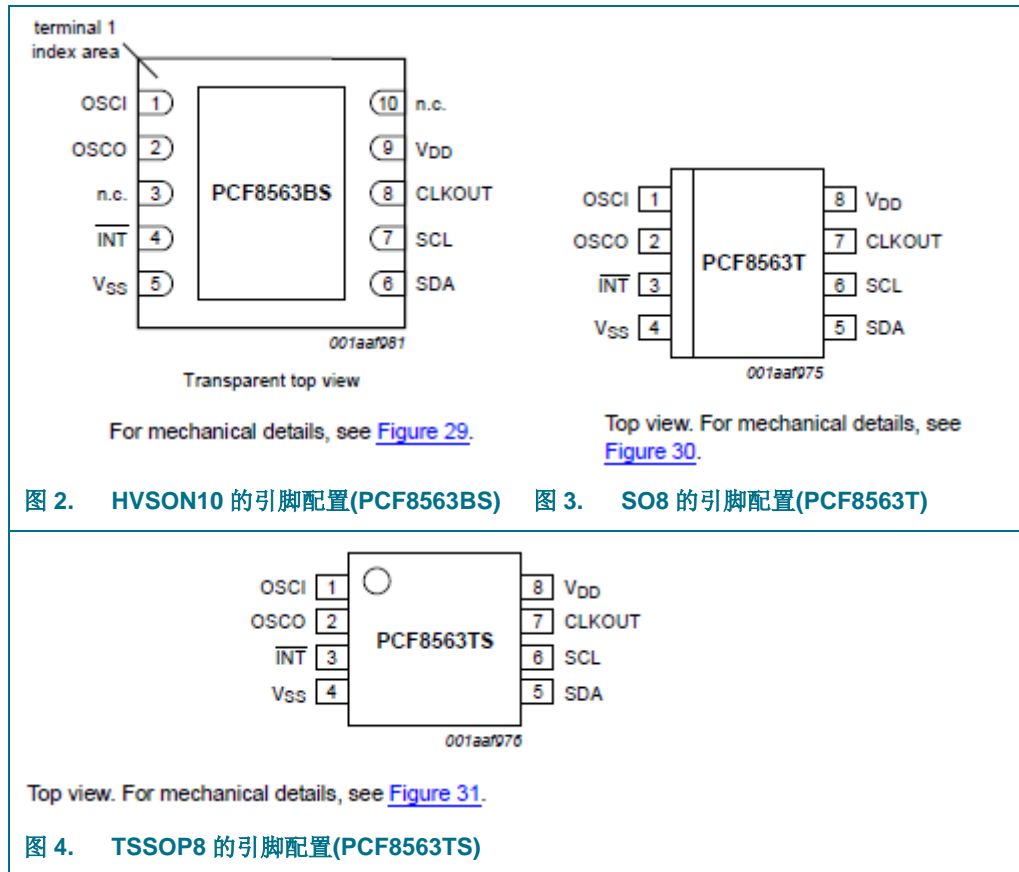 terminal 1
index area
OSCI 1
OSCO 2
n.c. 3
INT 4
VSS 5
PCF8563BS
10 n.c.
9 VDD
8 CLKOUT
7 SCL
6 SDA
001aaf981
Transparent top view
For mechanical details, see Figure 29.
OSCI 1
OSCO 2
INT 3
VSS 4
PCF8563T
8 VDD
7 CLKOUT
6 SCL
5 SDA
001aaf975
Top view. For mechanical details, see
Figure 30.
图 2. HVSON10 的引脚配置(PCF8563BS)
图 3. SO8 的引脚配置(PCF8563T)
OSCI 1
OSCO 2
INT 3
VSS 4
PCF8563TS
8 VDD
7 CLKOUT
6 SCL
5 SDA
001aaf976
Top view. For mechanical details, see Figure 31.
图 4. TSSOP8 的引脚配置(PCF8563TS)